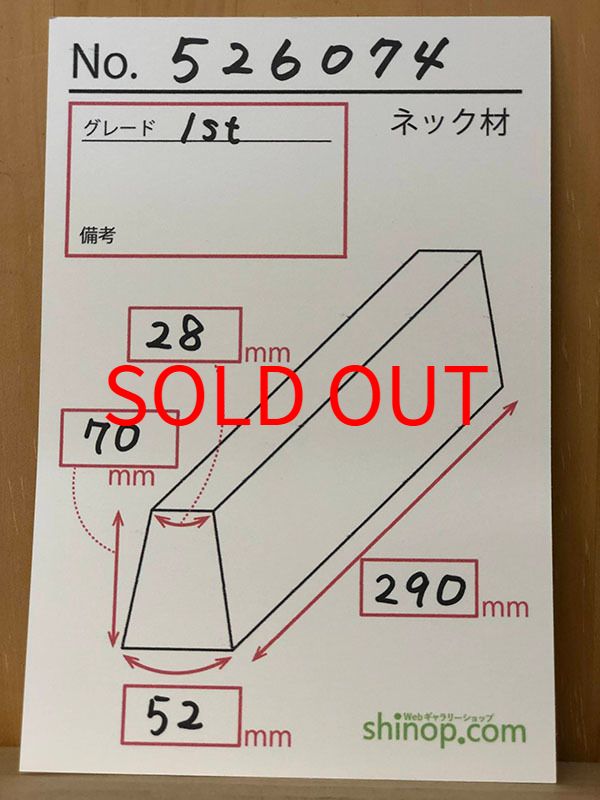 No. 526074
グレード 1st
ネック材
備考
28 mm
SOLD OUT
70 mm
290 mm
52 mm
Webギャラリーショップ
shinop.com